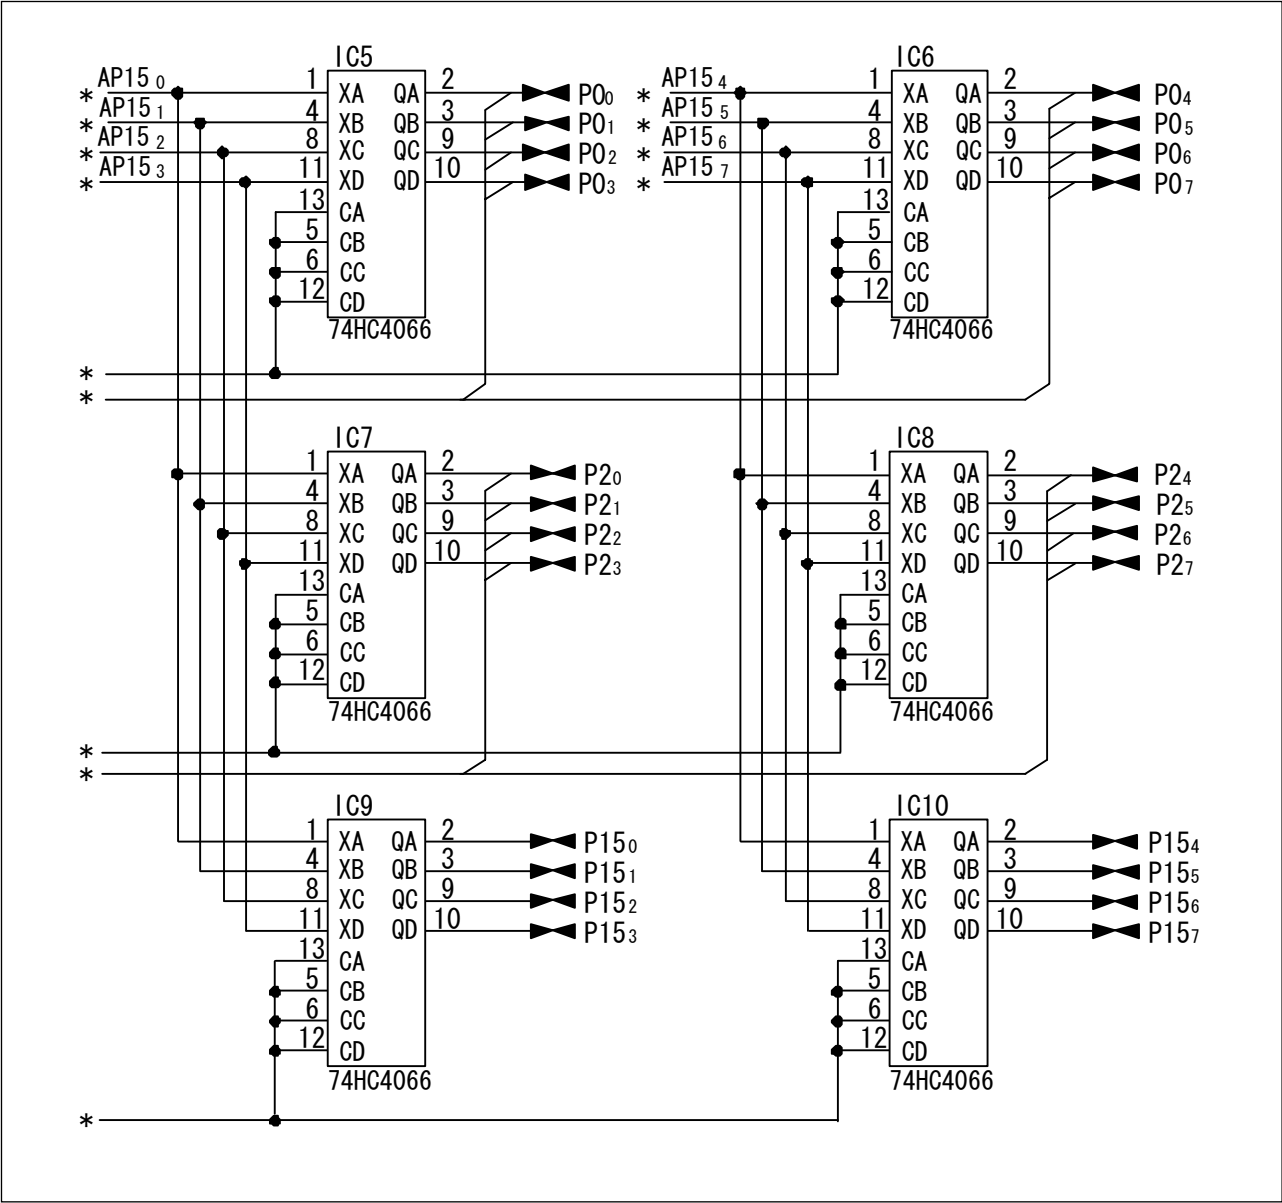 IC5 IC6
* AP15 0 1 XA QA 2 P00 * AP15 4 1 XA QA 2 P04
* AP15 1 4 XB QB 3 P01 * AP15 5 4 XB QB 3 P05
* AP15 2 8 XC QC 9 P02 * AP15 6 8 XC QC 9 P06
* AP15 3 11 XD QD 10 P03 * AP15 7 11 XD QD 10 P07
13 CA 13 CA
5 CB 5 CB
6 CC 6 CC
12 CD 12 CD
74HC4066 74HC4066
*
*
IC7 IC8
1 XA QA 2 P20 1 XA QA 2 P24
4 XB QB 3 P21 4 XB QB 3 P25
8 XC QC 9 P22 8 XC QC 9 P26
11 XD QD 10 P23 11 XD QD 10 P27
13 CA 13 CA
5 CB 5 CB
6 CC 6 CC
12 CD 12 CD
74HC4066 74HC4066
*
*
IC9 IC10
1 XA QA 2 P150 1 XA QA 2 P154
4 XB QB 3 P151 4 XB QB 3 P155
8 XC QC 9 P152 8 XC QC 9 P156
11 XD QD 10 P153 11 XD QD 10 P157
13 CA 13 CA
5 CB 5 CB
6 CC 6 CC
12 CD 12 CD
74HC4066 74HC4066
*